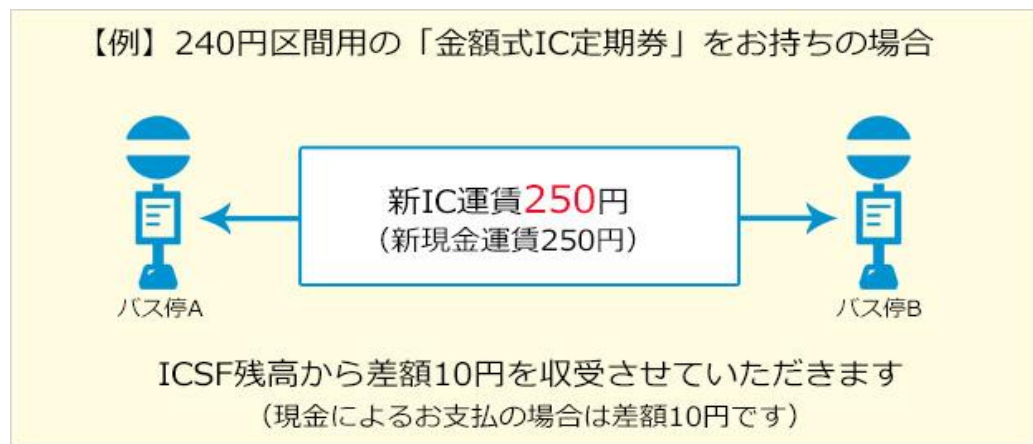 【例】240円区間用の「金額式IC定期券」をお持ちの場合
新IC運賃250円
（新現金運賃250円）
バス停A
バス停B
ICSF残高から差額10円を収受させていただきます
（現金によるお支払の場合は差額10円です）